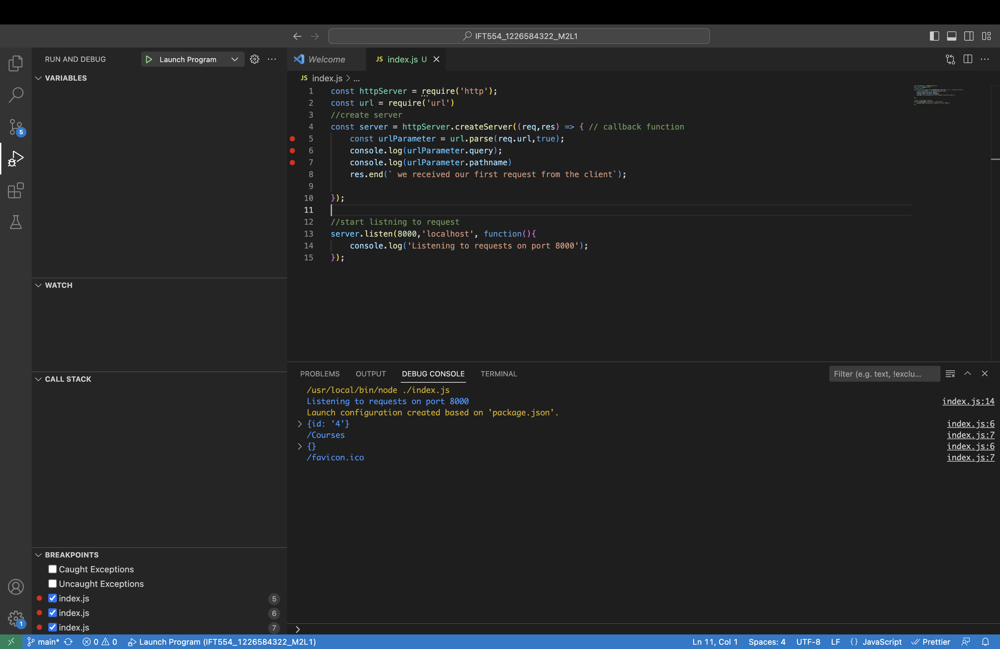 IFT554_1226584322_M2L1
RUN AND DEBUG
Launch Program
Welcome
JS index.js U
VARIABLES
JS index.js > ...
1 const httpServer = require('http');
2 const url = require('url')
3 //create server
4 const server = httpServer.createServer((req,res) => { // callback function
5 const urlParameter = url.parse(req.url,true);
6 console.log(urlParameter.query);
7 console.log(urlParameter.pathname)
8 res.end(` we received our first request from the client`);
9
10 });
11
12 //start listning to request
13 server.listen(8000,'localhost', function(){
14 console.log('Listening to requests on port 8000');
15 });
5
WATCH
CALL STACK
PROBLEMS OUTPUT DEBUG CONSOLE TERMINAL
Filter (e.g. text, !exclu...
/usr/local/bin/node ./index.js
Listening to requests on port 8000 index.js:14
Launch configuration created based on 'package.json'.
{id: '4'} index.js:6
/Courses index.js:7
{} index.js:6
/favicon.ico index.js:7
BREAKPOINTS
Caught Exceptions
Uncaught Exceptions
index.js 5
index.js 6
index.js 7
1
main* 0 0 Launch Program (IFT554_1226584322_M2L1) Ln 11, Col 1 Spaces: 4 UTF-8 LF {} JavaScript Prettier